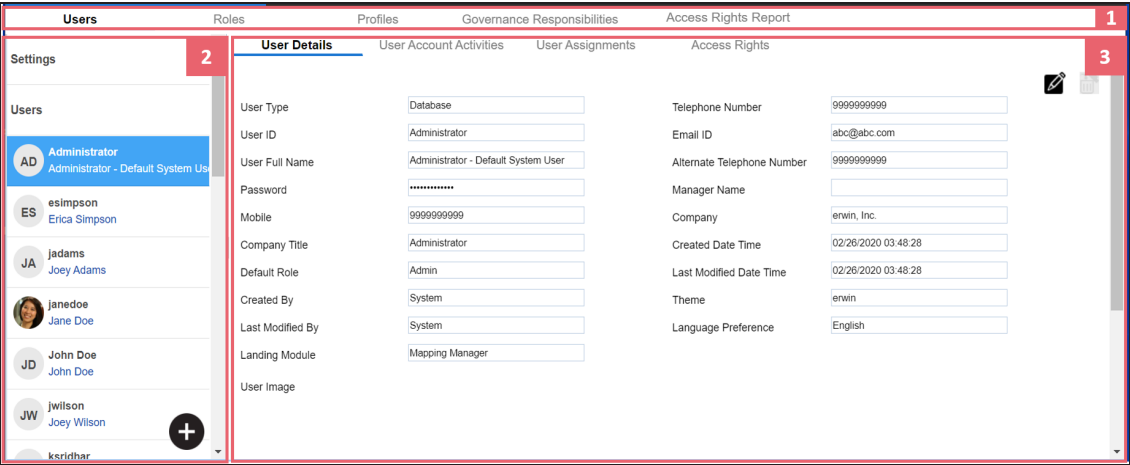 Users Roles Profiles Governance Responsibilities Access Rights Report 1
Settings 2
Users
AD Administrator
Administrator - Default System Use
ES esimpson
Erica Simpson
JA jadams
Joey Adams
janedoe
Jane Doe
JD John Doe
John Doe
JW jwilson
Joey Wilson
ksridhar
User Details User Account Activities User Assignments Access Rights 3
User Type Database Telephone Number 9999999999
User ID Administrator Email ID abc@abc.com
User Full Name Administrator - Default System User Alternate Telephone Number 9999999999
Password ••••••••••••• Manager Name
Mobile 9999999999 Company erwin, Inc.
Company Title Administrator Created Date Time 02/26/2020 03:48:28
Default Role Admin Last Modified Date Time 02/26/2020 03:48:28
Created By System Theme erwin
Last Modified By System Language Preference English
Landing Module Mapping Manager
User Image